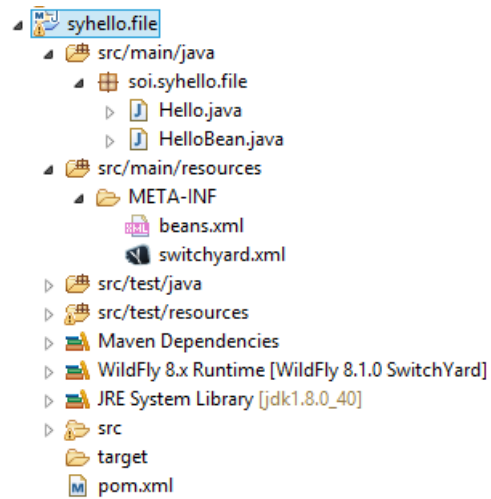 syhello.file
src/main/java
soi.syhello.file
Hello.java
HelloBean.java
src/main/resources
META-INF
beans.xml
switchyard.xml
src/test/java
src/test/resources
Maven Dependencies
WildFly 8.x Runtime [WildFly 8.1.0 SwitchYard]
JRE System Library [jdk1.8.0_40]
src
target
pom.xml